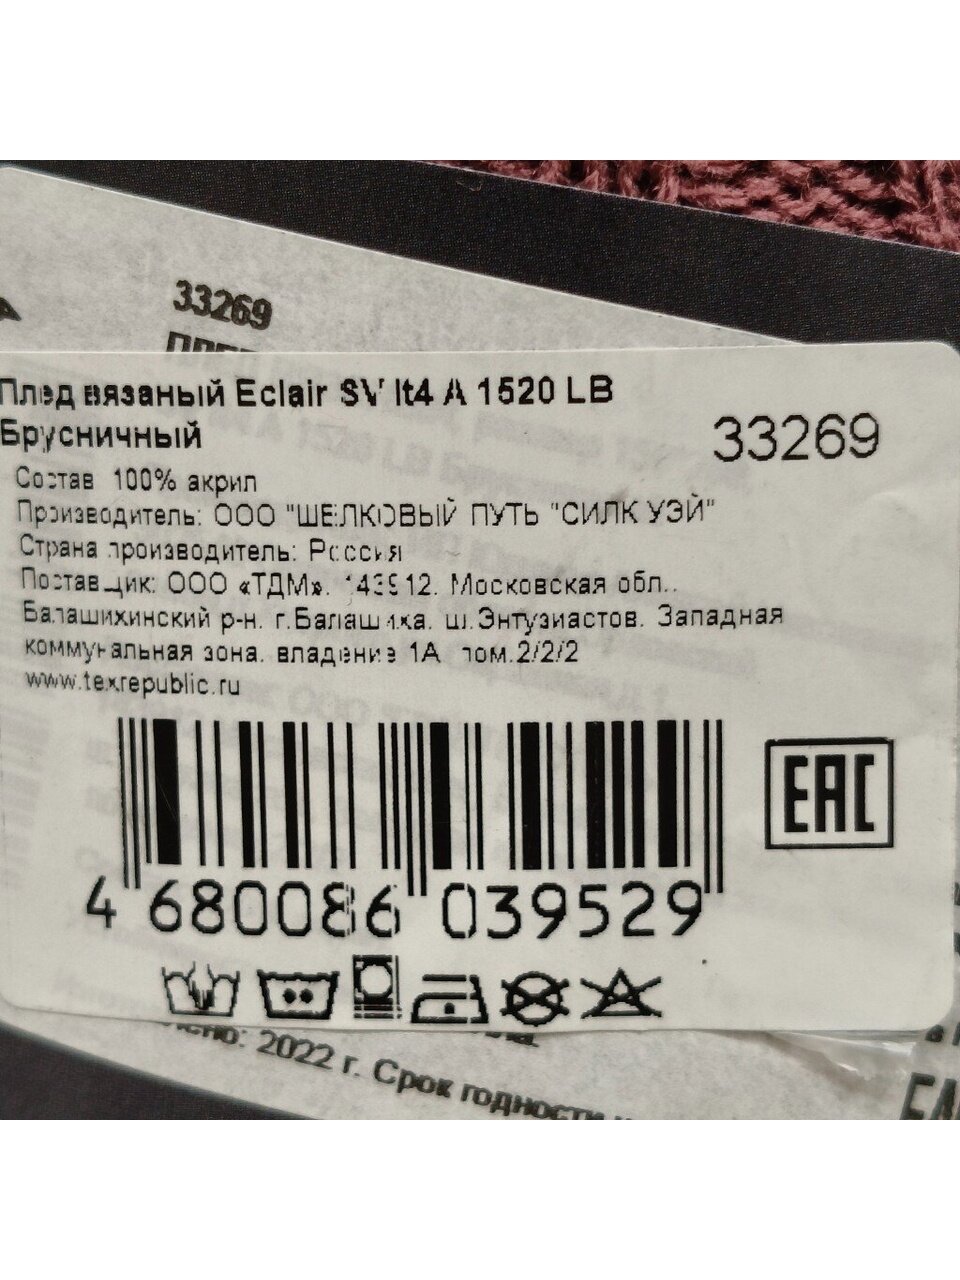 33269
Плед вязаный Eclair SV lt4 A 1520 LB
Брусничный
33269
Состав 100% акрил
Производитель: ООО "ШЕЛКОВЫЙ ПУТЬ "СИЛК УЭЙ"
Страна производитель: Россия
Поставщик: ООО «ТДМ». 143912. Московская обл..
Балашихинский р-н. г.Балашиха. ш.Энтузиастов. Западная
коммунальная зона. владение 1А пом.2/2/2
www.texrepublic.ru
EAC
4 680086 039529
2022 г. Срок годности